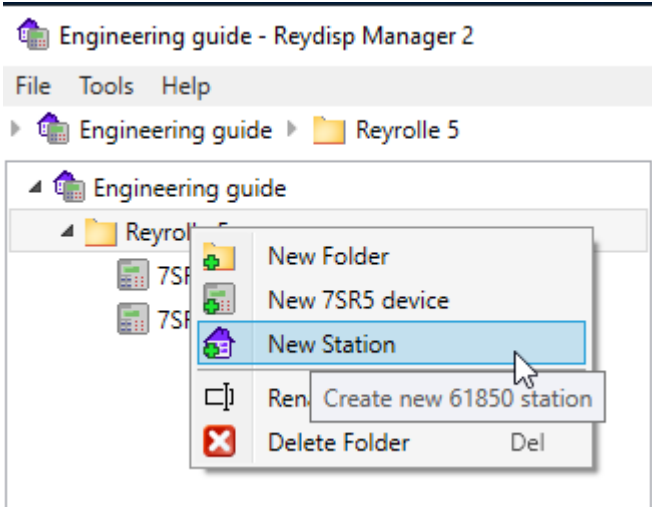 Engineering guide - Reydisp Manager 2
File Tools Help
Engineering guide Reyrolle 5
Engineering guide
New Folder
New 7SR5 device
New Station
Create new 61850 station
Delete Folder Del